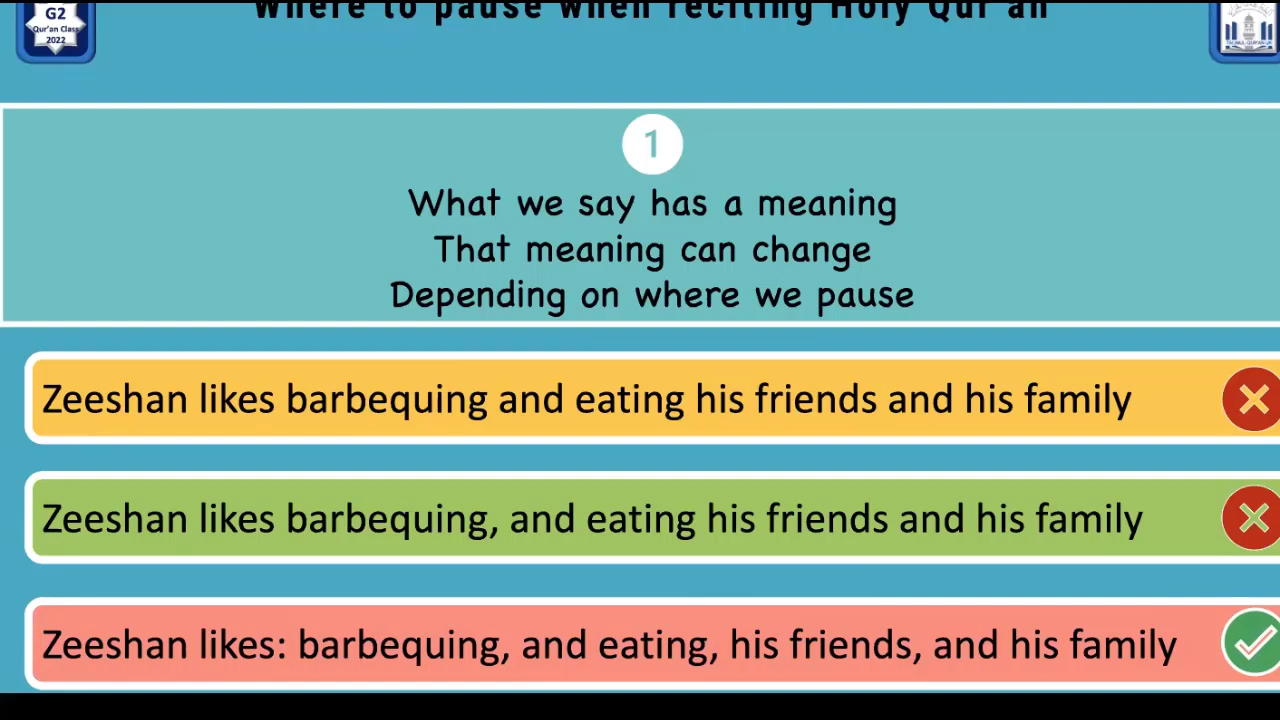 Where to pause when reciting Holy Qur'an
G2
Qur'an Class
2022
1
What we say has a meaning
That meaning can change
Depending on where we pause
Zeeshan likes barbequing and eating his friends and his family
Zeeshan likes barbequing, and eating his friends and his family
Zeeshan likes: barbequing, and eating, his friends, and his family